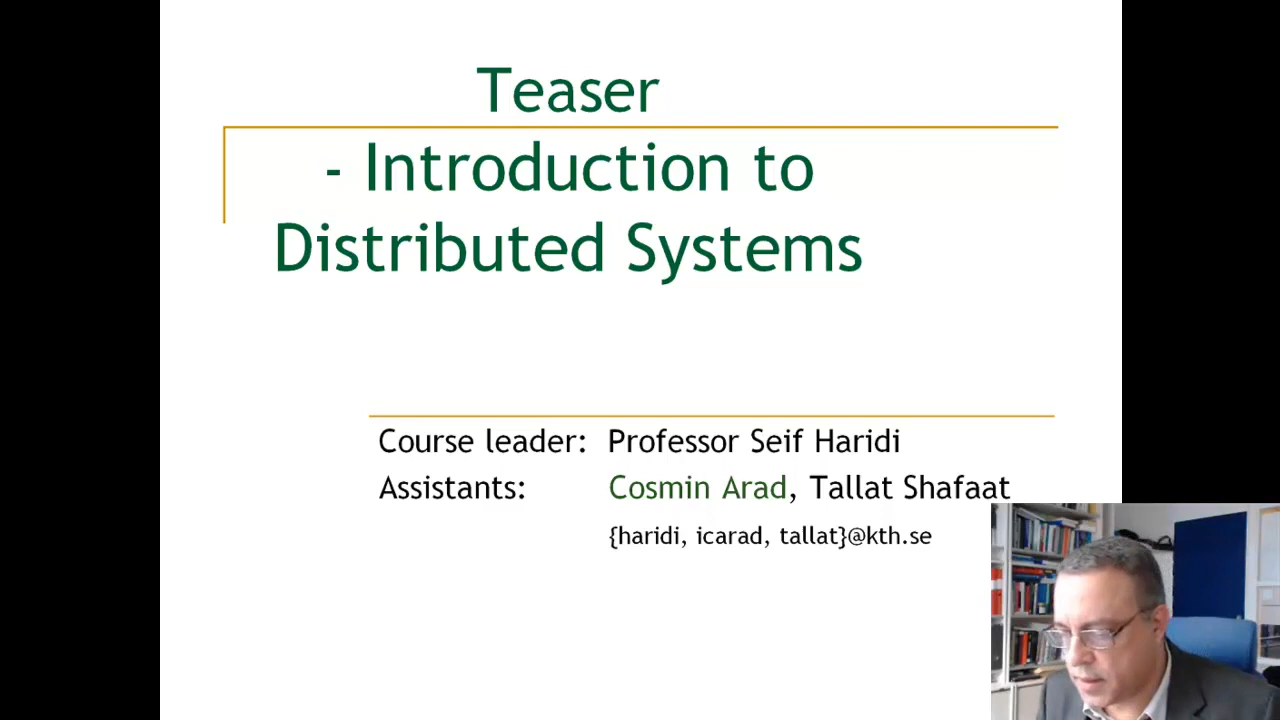 Teaser
- Introduction to
Distributed Systems
Course leader: Professor Seif Haridi
Assistants: Cosmin Arad, Tallat Shafaat
{haridi, icarad, tallat}@kth.se